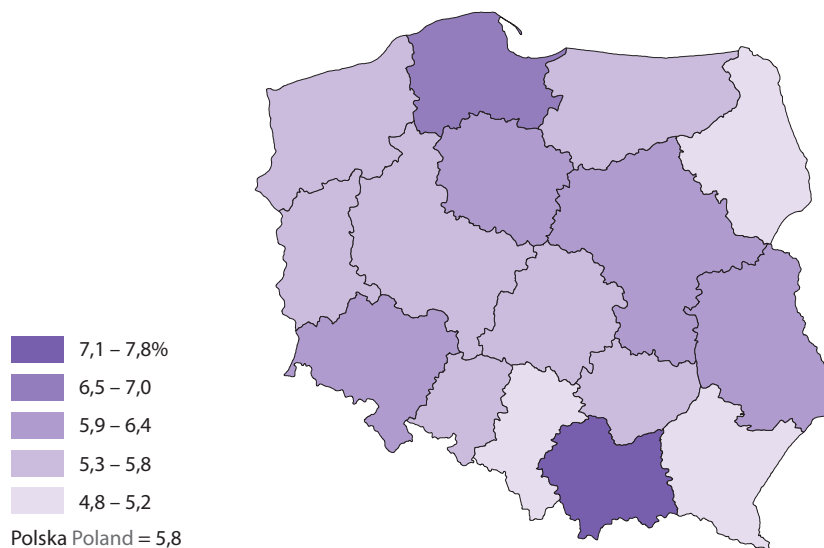 7,1 – 7,8%
6,5 – 7,0
5,9 – 6,4
5,3 – 5,8
4,8 – 5,2
Polska Poland = 5,8